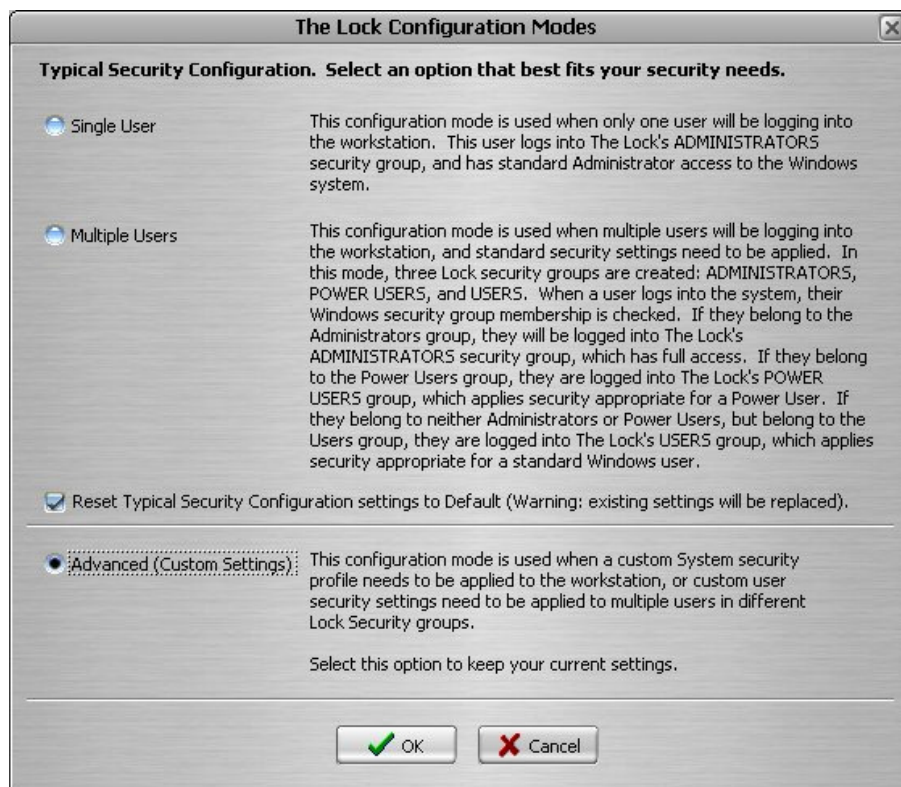 The Lock Configuration Modes
Typical Security Configuration.  Select an option that best fits your security needs.
Single User
This configuration mode is used when only one user will be logging into
the workstation.  This user logs into The Lock's ADMINISTRATORS
security group, and has standard Administrator access to the Windows
system.
Multiple Users
This configuration mode is used when multiple users will be logging into
the workstation, and standard security settings need to be applied.  In
this mode, three Lock security groups are created: ADMINISTRATORS,
POWER USERS, and USERS.  When a user logs into the system, their
Windows security group membership is checked.  If they belong to the
Administrators group, they will be logged into The Lock's
ADMINISTRATORS security group, which has full access.  If they belong
to the Power Users group, they are logged into The Lock's POWER
USERS group, which applies security appropriate for a Power User.  If
they belong to neither Administrators or Power Users, but belong to the
Users group, they are logged into The Lock's USERS group, which applies
security appropriate for a standard Windows user.
Reset Typical Security Configuration settings to Default (Warning: existing settings will be replaced).
Advanced (Custom Settings)
This configuration mode is used when a custom System security
profile needs to be applied to the workstation, or custom user
security settings need to be applied to multiple users in different
Lock Security groups.
Select this option to keep your current settings.
OK
Cancel